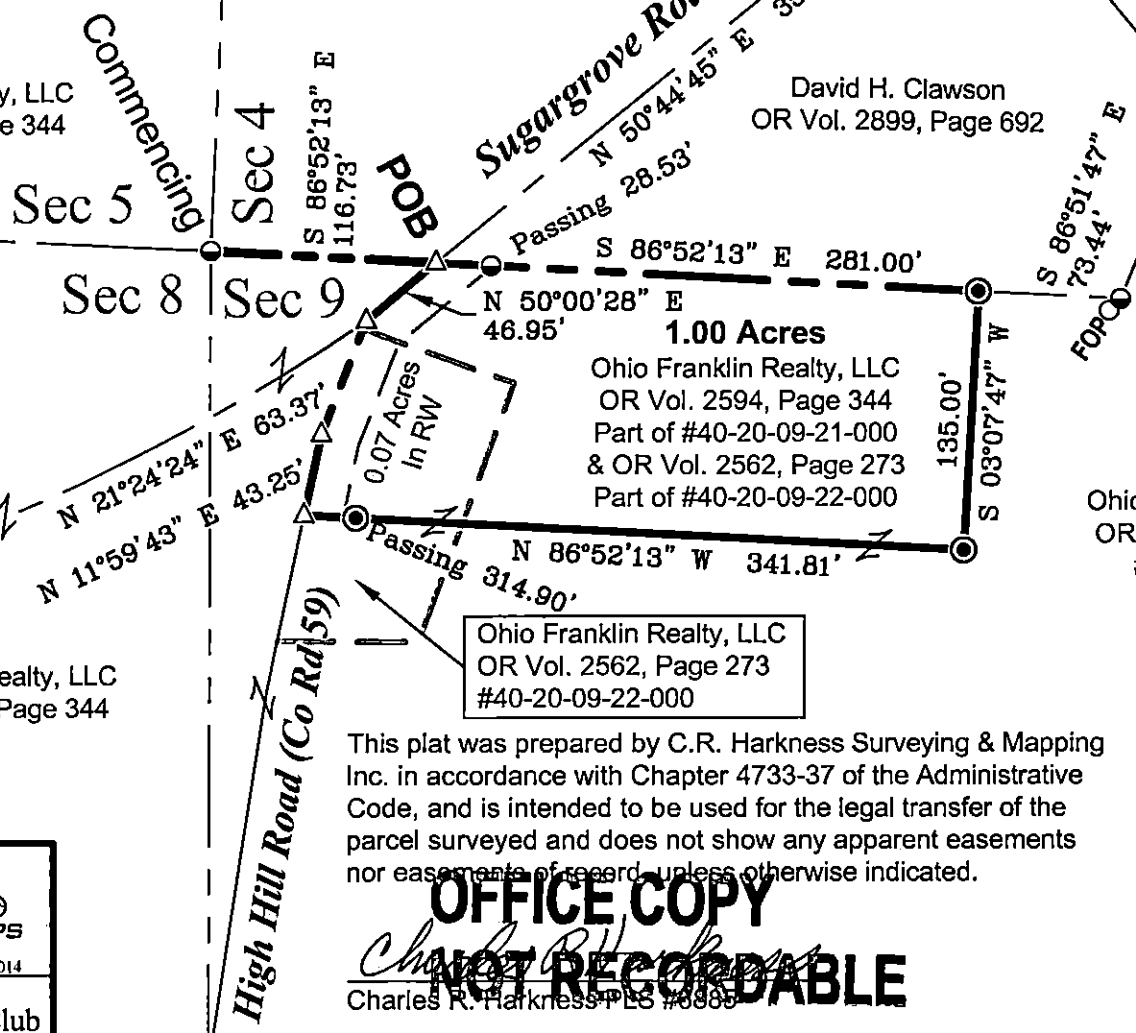 Commencing
y, LLC
e 344
Sec 5
Sec 4
Sec 8
Sec 9
S 86°52'13" E
116.73'
POB
Sugargrove Ro
N 50°44'45" E
Passing 28.53'
David H. Clawson
OR Vol. 2899, Page 692
S 86°51'47" E
73.44'
FOP
S 86°52'13" E 281.00'
N 50°00'28" E
46.95'
1.00 Acres
Ohio Franklin Realty, LLC
OR Vol. 2594, Page 344
Part of #40-20-09-21-000
& OR Vol. 2562, Page 273
Part of #40-20-09-22-000
135.00'
S 03°07'47" W
0.07 Acres
In RW
N 21°24'24" E 63.37'
N 11°59'43" E 43.25'
N 86°52'13" W 341.81'
Passing 314.90'
Ohio
OR
ealty, LLC
Page 344
Ohio Franklin Realty, LLC
OR Vol. 2562, Page 273
#40-20-09-22-000
High Hill Road (Co Rd 59)
This plat was prepared by C.R. Harkness Surveying & Mapping
Inc. in accordance with Chapter 4733-37 of the Administrative
Code, and is intended to be used for the legal transfer of the
parcel surveyed and does not show any apparent easements
nor easements of record, unless otherwise indicated.
OFFICE COPY
NOT RECORDABLE
Charles R. Harkness
Charles R. Harkness PLS #6885
PS
014
lub